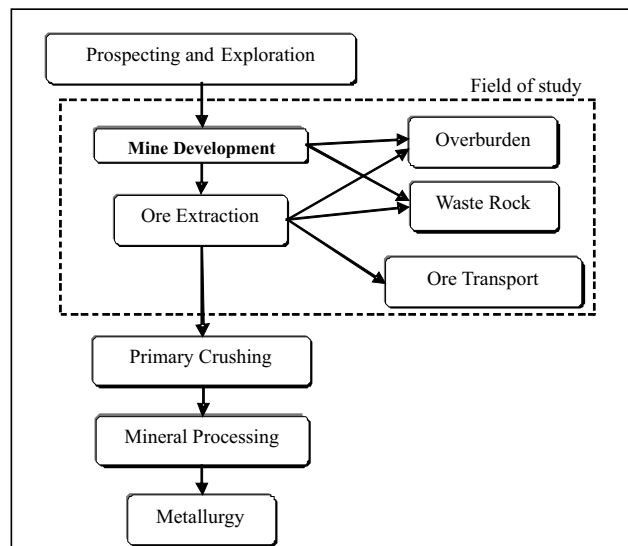 Prospecting and Exploration
Field of study
Mine Development
Overburden
Ore Extraction
Waste Rock
Ore Transport
Primary Crushing
Mineral Processing
Metallurgy